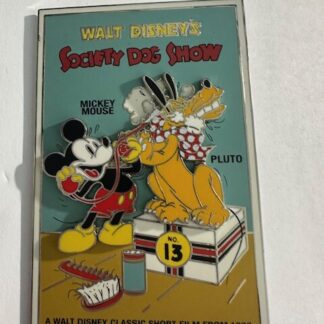 WALT DISNEY'S
SOCIETY DOG SHOW
MICKEY
MOUSE
PLUTO
NO.
13
A WALT DISNEY CLASSIC SHORT FILM FROM